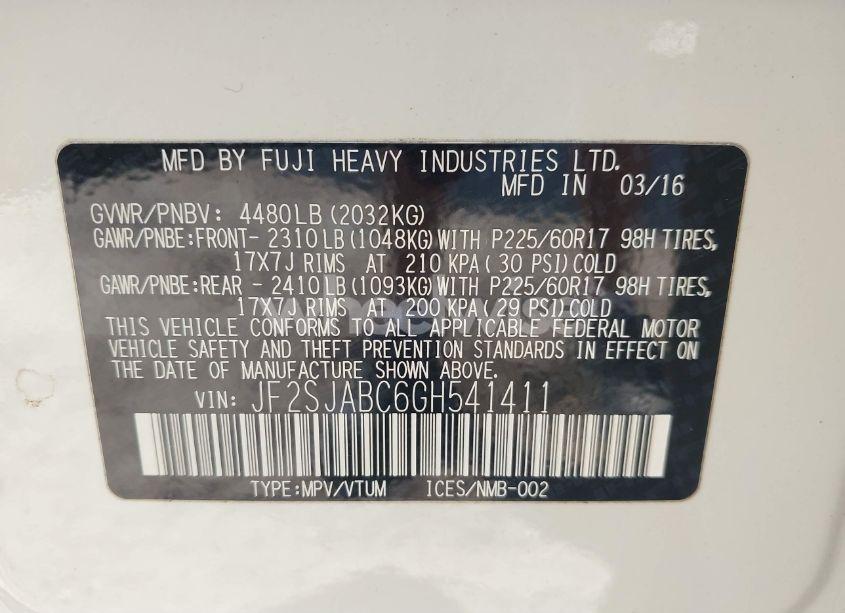 MFD BY FUJI HEAVY INDUSTRIES LTD.
MFD IN 03/16
GVWR/PNBV: 4480LB(2032KG)
GAWR/PNBE:FRONT- 2310LB(1048KG)WITH P225/60R17 98H TIRES,
17X7J RIMS AT 210 KPA( 30 PSI)COLD
GAWR/PNBE:REAR - 2410LB(1093KG)WITH P225/60R17 98H TIRES,
17X7J RIMS AT 200 KPA( 29 PSI)COLD
THIS VEHICLE CONFORMS TO ALL APPLICABLE FEDERAL MOTOR
VEHICLE SAFETY AND THEFT PREVENTION STANDARDS IN EFFECT ON
THE DATE OF MANUFACTURE SHOWN ABOVE.
VIN: JF2SJABC6GH541411
TYPE:MPV/VTUM ICES/NMB-002